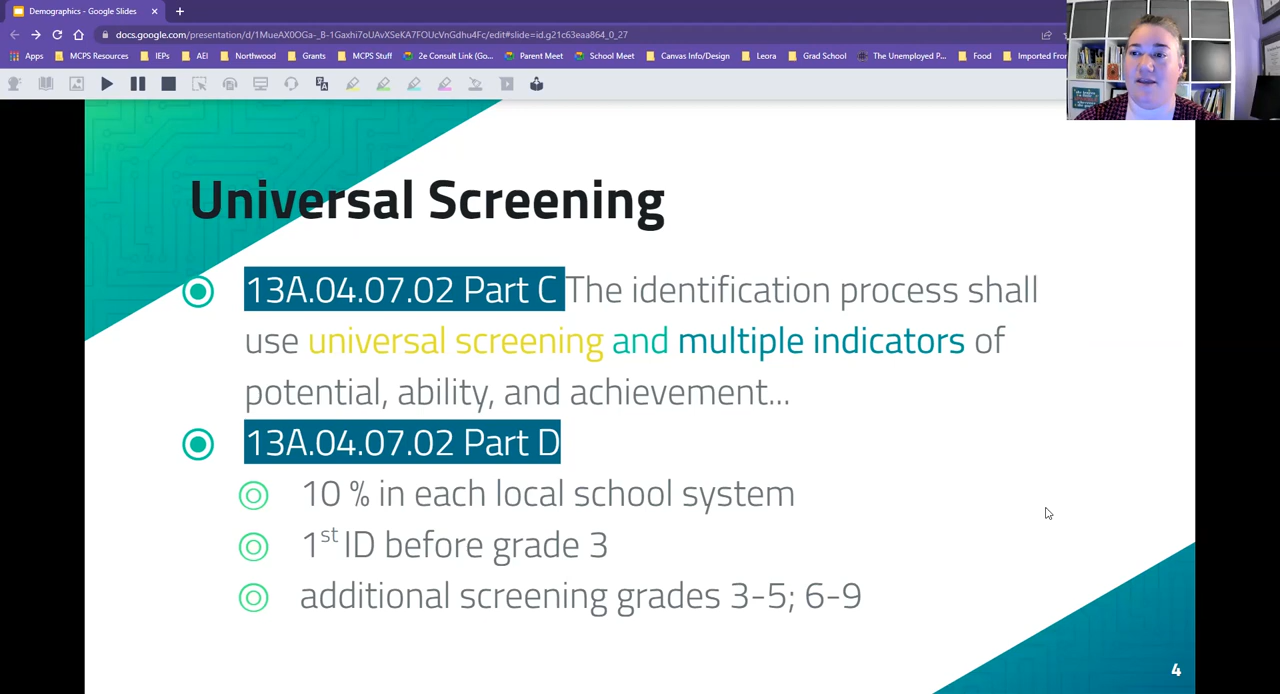 Demographics - Google Slides
docs.google.com/presentation/d/1MueAX0OGa-_B-1Gaxhi7oUAvXSeKA7FOUcVnGdhu4Fc/edit#slide=id.g21c63eaa864_0_27
Apps MCPS Resources IEPs AEI Northwood Grants MCPS Stuff 2e Consult Link (Go... Parent Meet School Meet Canvas Info/Design Leora Grad School The Unemployed P... Food Imported From
Universal Screening
13A.04.07.02 Part C The identification process shall
use universal screening and multiple indicators of
potential, ability, and achievement...
13A.04.07.02 Part D
10 % in each local school system
1st ID before grade 3
additional screening grades 3-5; 6-9
4